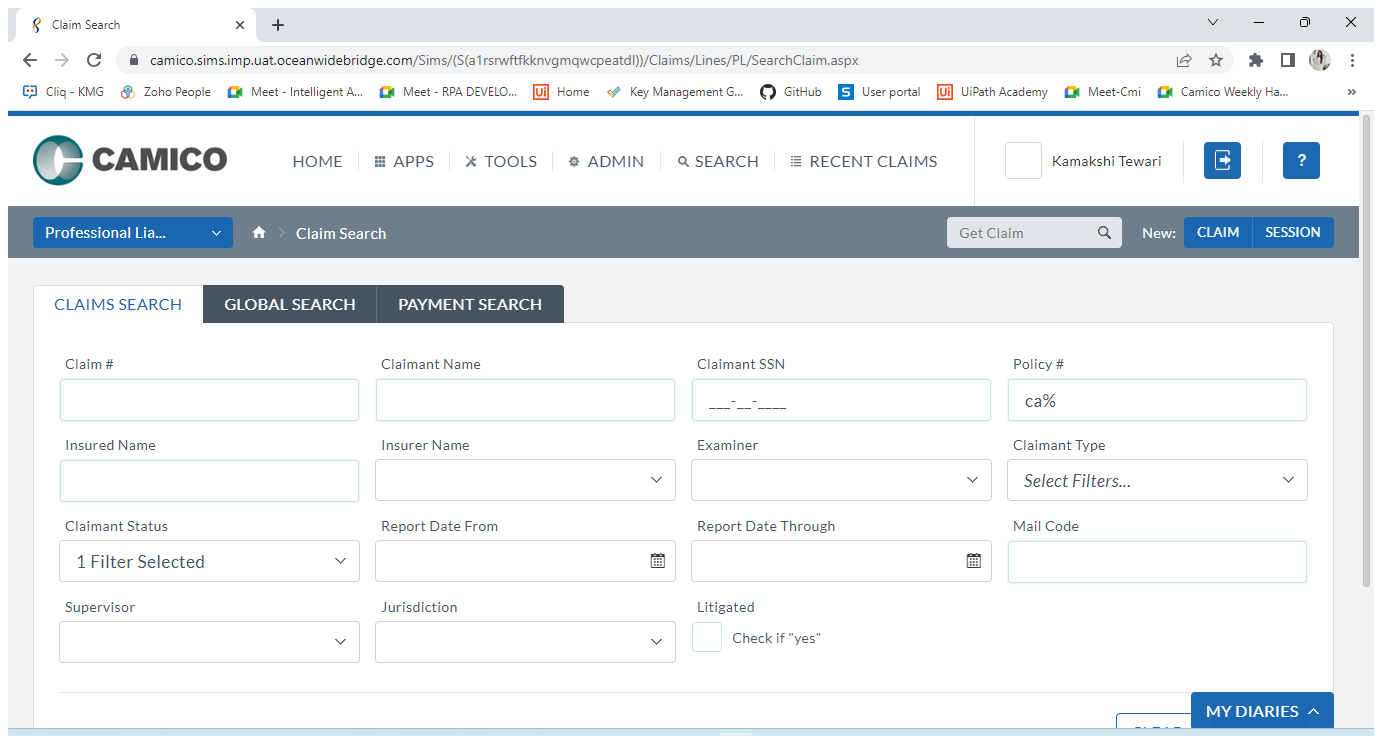 Claim Search
camico.sims.imp.uat.oceanwidebridge.com/Sims/(S(a1rsrwftfkknvgmqwcpeatdl))/Claims/Lines/PL/SearchClaim.aspx
Cliq - KMG Zoho People Meet - Intelligent A... Meet - RPA DEVELO... Home Key Management G... GitHub User portal UiPath Academy Meet-Cmi Camico Weekly Ha... »
CAMICO HOME APPS TOOLS ADMIN SEARCH RECENT CLAIMS Kamakshi Tewari ?
Professional Lia... Claim Search Get Claim New: CLAIM SESSION
CLAIMS SEARCH GLOBAL SEARCH PAYMENT SEARCH
Claim # Claimant Name Claimant SSN Policy #
___-__-____ ca%
Insured Name Insurer Name Examiner Claimant Type
Select Filters...
Claimant Status Report Date From Report Date Through Mail Code
1 Filter Selected
Supervisor Jurisdiction Litigated
Check if "yes"
MY DIARIES